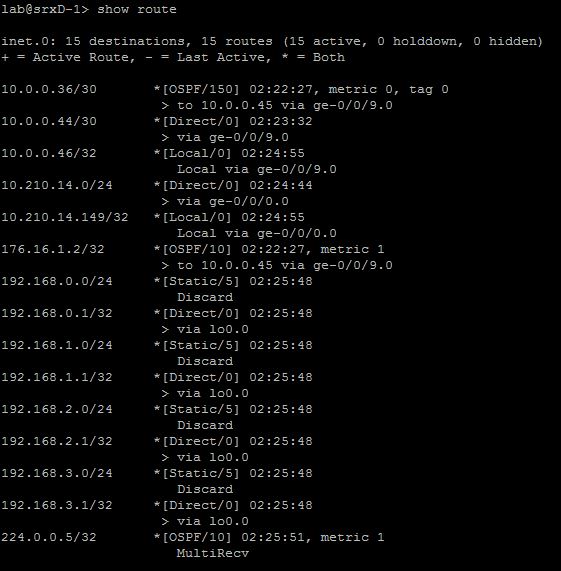 lab@srxD-1> show route
inet.0: 15 destinations, 15 routes (15 active, 0 holddown, 0 hidden)
+ = Active Route, - = Last Active, * = Both
10.0.0.36/30 *[OSPF/150] 02:22:27, metric 0, tag 0
> to 10.0.0.45 via ge-0/0/9.0
10.0.0.44/30 *[Direct/0] 02:23:32
> via ge-0/0/9.0
10.0.0.46/32 *[Local/0] 02:24:55
Local via ge-0/0/9.0
10.210.14.0/24 *[Direct/0] 02:24:44
> via ge-0/0/0.0
10.210.14.149/32 *[Local/0] 02:24:55
Local via ge-0/0/0.0
176.16.1.2/32 *[OSPF/10] 02:22:27, metric 1
> to 10.0.0.45 via ge-0/0/9.0
192.168.0.0/24 *[Static/5] 02:25:48
Discard
192.168.0.1/32 *[Direct/0] 02:25:48
> via lo0.0
192.168.1.0/24 *[Static/5] 02:25:48
Discard
192.168.1.1/32 *[Direct/0] 02:25:48
> via lo0.0
192.168.2.0/24 *[Static/5] 02:25:48
Discard
192.168.2.1/32 *[Direct/0] 02:25:48
> via lo0.0
192.168.3.0/24 *[Static/5] 02:25:48
Discard
192.168.3.1/32 *[Direct/0] 02:25:48
> via lo0.0
224.0.0.5/32 *[OSPF/10] 02:25:51, metric 1
MultiRecv